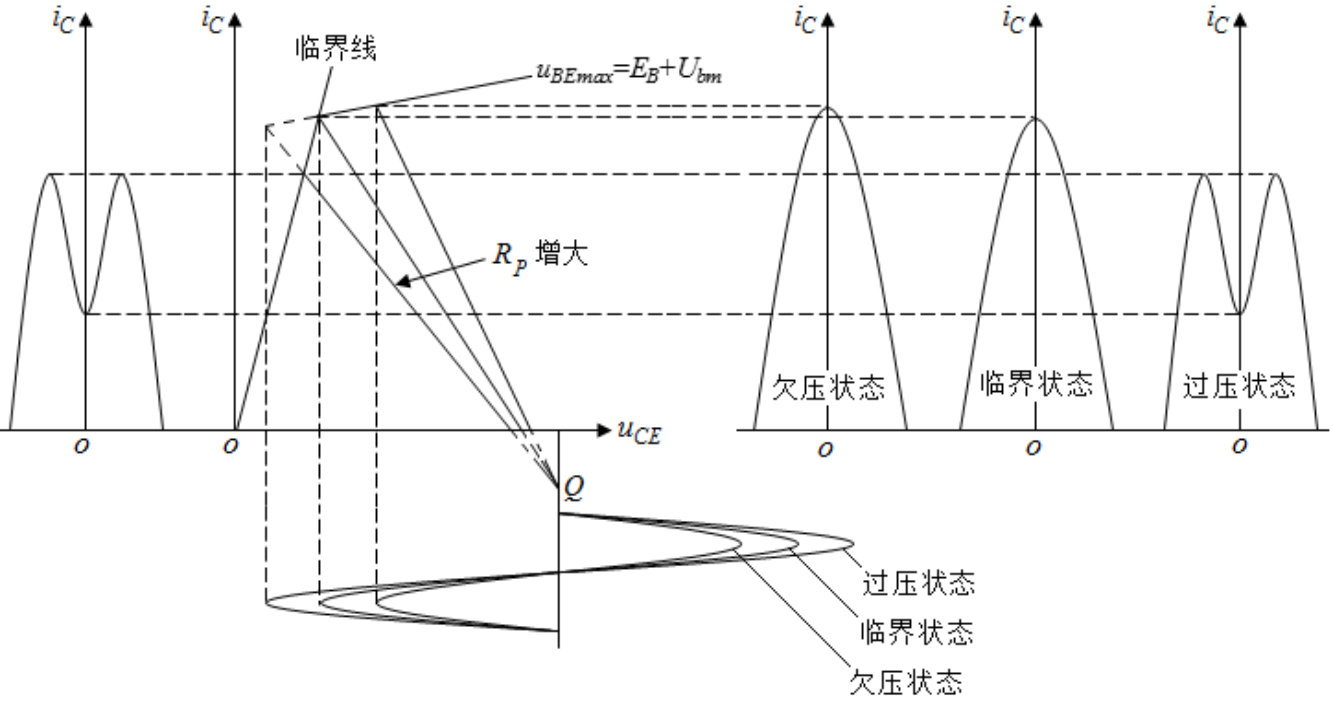 i_C
i_C
i_C
i_C
i_C
临界线
u_{BEmax}=E_B+U_{bm}
R_P 增大
欠压状态
临界状态
过压状态
o
o
u_{CE}
o
o
o
Q
过压状态
临界状态
欠压状态